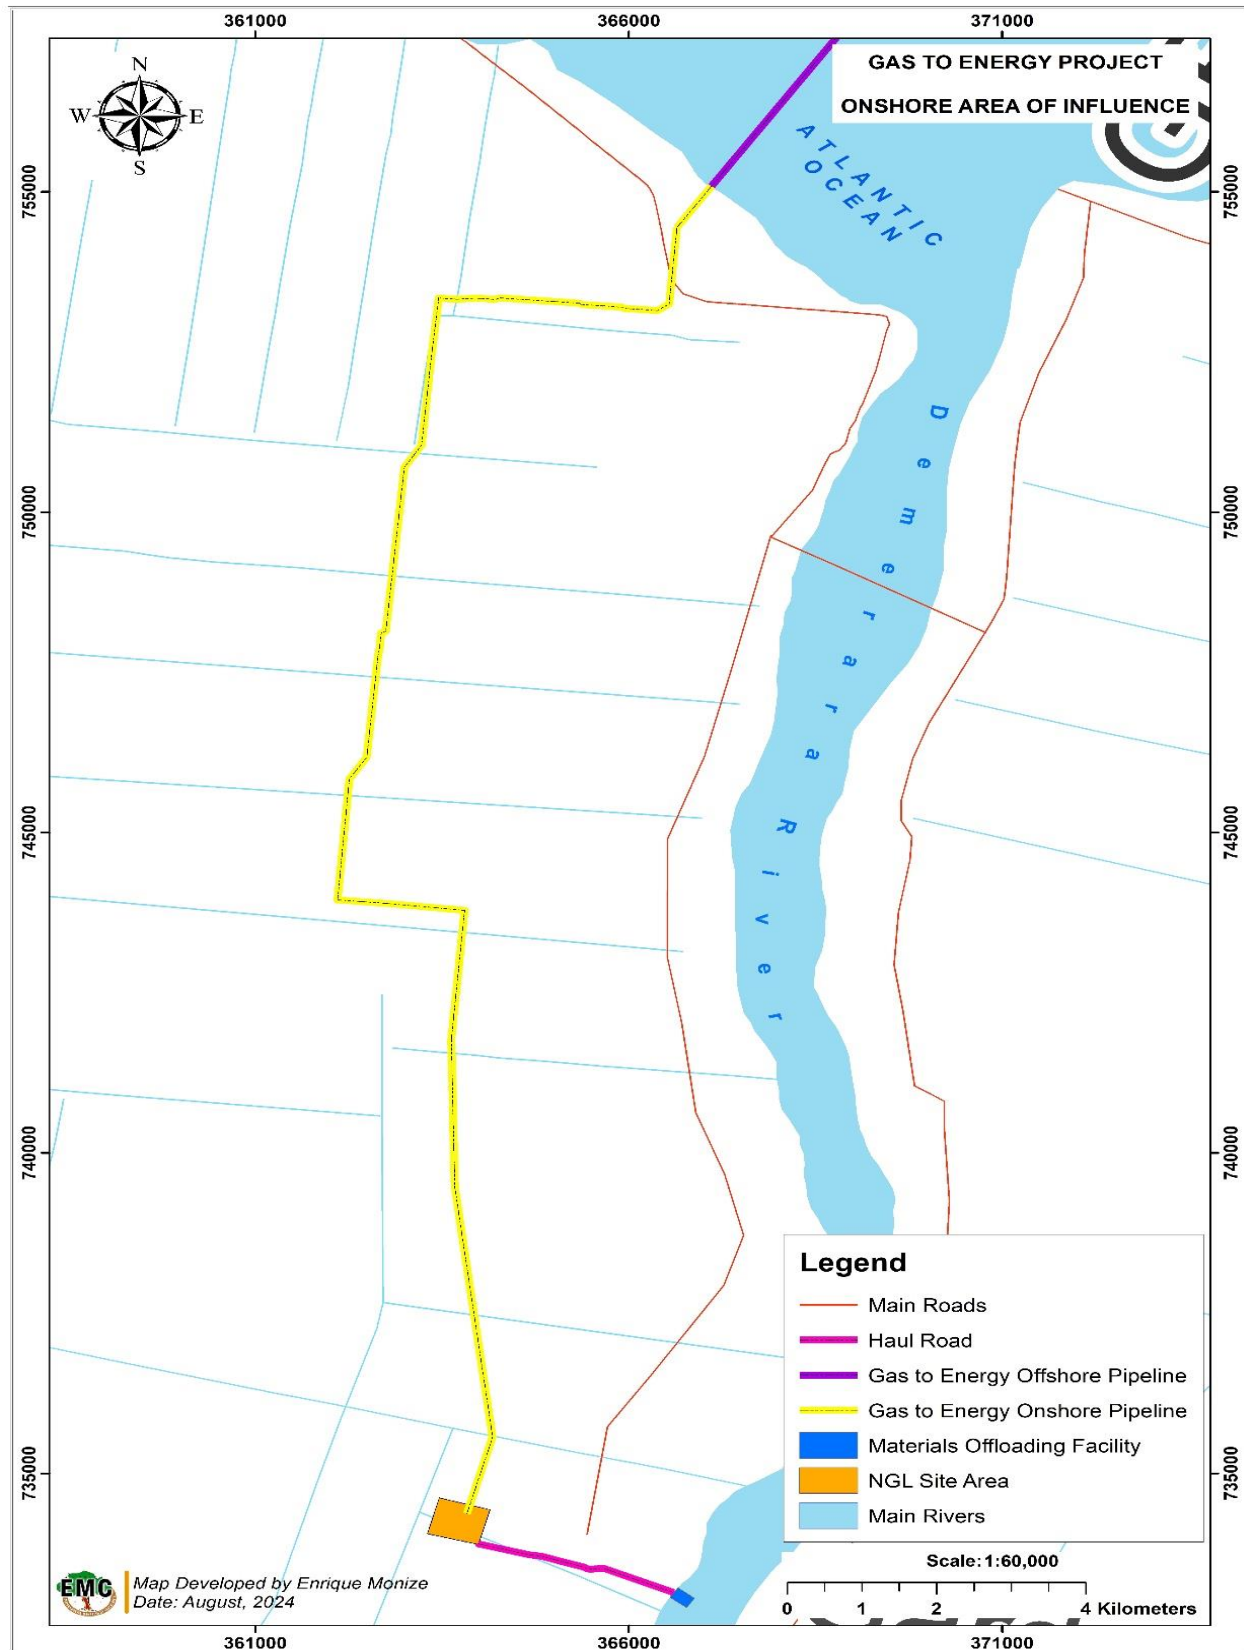 361000 366000 371000
GAS TO ENERGY PROJECT
ONSHORE AREA OF INFLUENCE
N
W E
S
ATLANTIC
OCEAN
755000 755000
750000 750000
Demerara River
745000 745000
740000 740000
735000 735000
Legend
Main Roads
Haul Road
Gas to Energy Offshore Pipeline
Gas to Energy Onshore Pipeline
Materials Offloading Facility
NGL Site Area
Main Rivers
Scale: 1:60,000
0 1 2 4 Kilometers
EMC
Map Developed by Enrique Monize
Date: August, 2024
361000 366000 371000